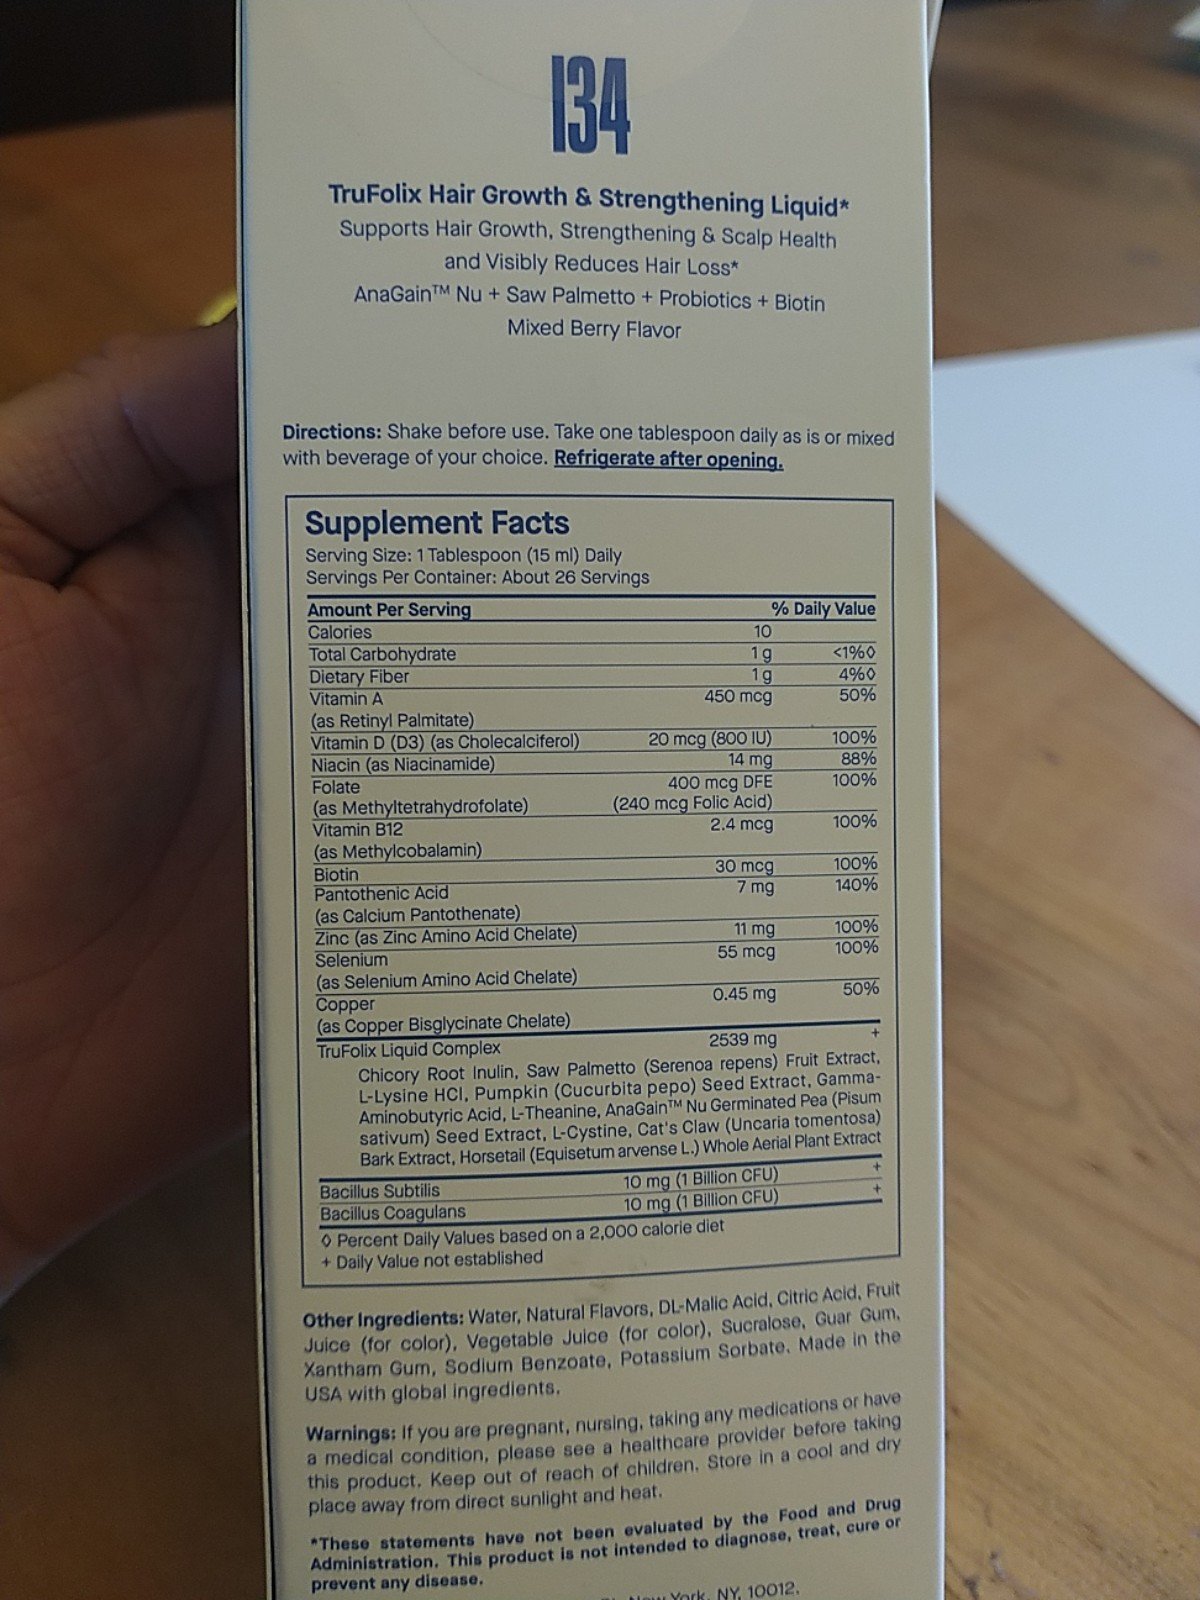 134
TruFolix Hair Growth & Strengthening Liquid*
Supports Hair Growth, Strengthening & Scalp Health
and Visibly Reduces Hair Loss*
AnaGain™ Nu + Saw Palmetto + Probiotics + Biotin
Mixed Berry Flavor
Directions: Shake before use. Take one tablespoon daily as is or mixed
with beverage of your choice. Refrigerate after opening.
Supplement Facts
Serving Size: 1 Tablespoon (15 ml) Daily
Servings Per Container: About 26 Servings
Amount Per Serving % Daily Value
Calories 10
Total Carbohydrate 1 g <1%◊
Dietary Fiber 1 g 4%◊
Vitamin A 450 mcg 50%
(as Retinyl Palmitate)
Vitamin D (D3) (as Cholecalciferol) 20 mcg (800 IU) 100%
Niacin (as Niacinamide) 14 mg 88%
Folate 400 mcg DFE 100%
(as Methyltetrahydrofolate) (240 mcg Folic Acid)
Vitamin B12 2.4 mcg 100%
(as Methylcobalamin)
Biotin 30 mcg 100%
Pantothenic Acid 7 mg 140%
(as Calcium Pantothenate)
Zinc (as Zinc Amino Acid Chelate) 11 mg 100%
Selenium 55 mcg 100%
(as Selenium Amino Acid Chelate)
Copper 0.45 mg 50%
(as Copper Bisglycinate Chelate)
TruFolix Liquid Complex 2539 mg +
Chicory Root Inulin, Saw Palmetto (Serenoa repens) Fruit Extract,
L-Lysine HCl, Pumpkin (Cucurbita pepo) Seed Extract, Gamma-
Aminobutyric Acid, L-Theanine, AnaGain™ Nu Germinated Pea (Pisum
sativum) Seed Extract, L-Cystine, Cat's Claw (Uncaria tomentosa)
Bark Extract, Horsetail (Equisetum arvense L.) Whole Aerial Plant Extract
Bacillus Subtilis 10 mg (1 Billion CFU) +
Bacillus Coagulans 10 mg (1 Billion CFU) +
◊ Percent Daily Values based on a 2,000 calorie diet
+ Daily Value not established
Other Ingredients: Water, Natural Flavors, DL-Malic Acid, Citric Acid, Fruit
Juice (for color), Vegetable Juice (for color), Sucralose, Guar Gum,
Xantham Gum, Sodium Benzoate, Potassium Sorbate. Made in the
USA with global ingredients.
Warnings: If you are pregnant, nursing, taking any medications or have
a medical condition, please see a healthcare provider before taking
this product. Keep out of reach of children. Store in a cool and dry
place away from direct sunlight and heat.
*These statements have not been evaluated by the Food and Drug
Administration. This product is not intended to diagnose, treat, cure or
prevent any disease.
New York, NY, 10012.